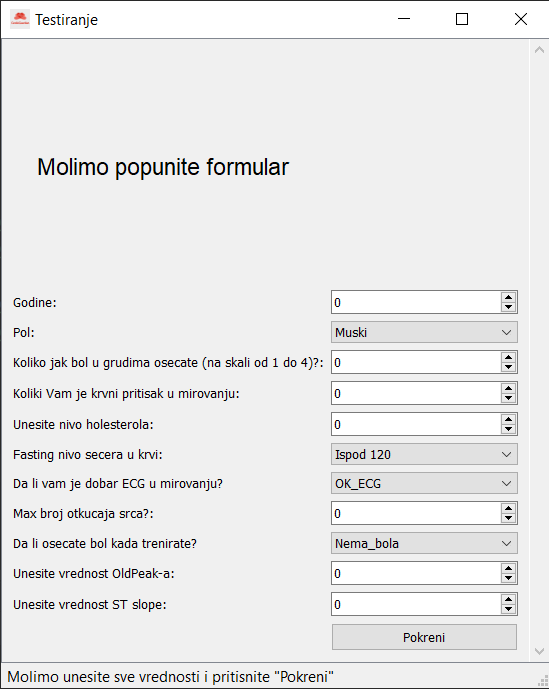 Testiranje
Molimo popunite formular
Godine: 0
Pol: Muski
Koliko jak bol u grudima osecate (na skali od 1 do 4)?: 0
Koliki Vam je krvni pritisak u mirovanju: 0
Unesite nivo holesterola: 0
Fasting nivo secera u krvi: Ispod 120
Da li vam je dobar ECG u mirovanju? OK_ECG
Max broj otkucaja srca?: 0
Da li osecate bol kada trenirate? Nema_bola
Unesite vrednost OldPeak-a: 0
Unesite vrednost ST slope: 0
Pokreni
Molimo unesite sve vrednosti i pritisnite "Pokreni"